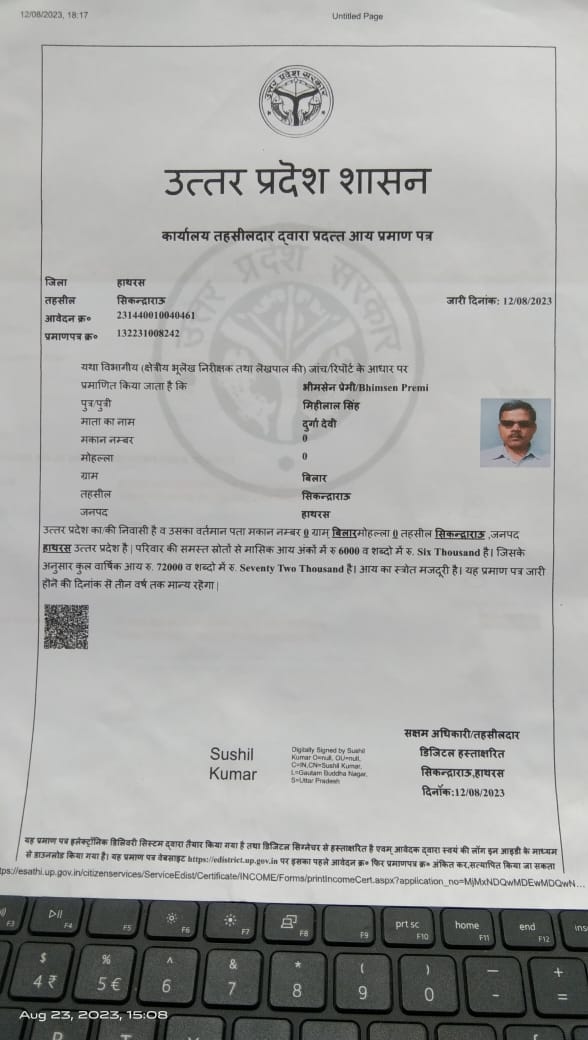 12/08/2023, 18:17 Untitled Page
उत्तर प्रदेश सरकार
उत्तर प्रदेश शासन
कार्यालय तहसीलदार द्वारा प्रदत्त आय प्रमाण पत्र
जिला हाथरस
तहसील सिकन्द्राराऊ जारी दिनांक: 12/08/2023
आवेदन क्र० 231440010040461
प्रमाणपत्र क्र० 132231008242
यथा विभागीय (क्षेत्रीय भूलेख निरीक्षक तथा लेखपाल की) जांच/रिपोर्ट के आधार पर
प्रमाणित किया जाता है कि भीमसेन प्रेमी/Bhimsen Premi
पुत्र/पुत्री मिहीलाल सिंह
माता का नाम दुर्गा देवी
मकान नम्बर 0
मोहल्ला 0
ग्राम बिलार
तहसील सिकन्द्राराऊ
जनपद हाथरस
उत्तर प्रदेश का/की निवासी है व उसका वर्तमान पता मकान नम्बर 0 ग्राम बिलारमोहल्ला 0 तहसील सिकन्द्राराऊ ,जनपद
हाथरस उत्तर प्रदेश है | परिवार की समस्त स्रोतो से मासिक आय अंकों में रु 6000 व शब्दो में रु. Six Thousand है| जिसके
अनुसार कुल वार्षिक आय रु. 72000 व शब्दो में रु. Seventy Two Thousand है। आय का स्त्रोत मजदूरी है। यह प्रमाण पत्र जारी
होने की दिनांक से तीन वर्ष तक मान्य रहेगा |
सक्षम अधिकारी/तहसीलदार
डिजिटल हस्ताक्षरित
सिकन्द्राराऊ,हाथरस
दिनाँक:12/08/2023
Sushil
Kumar
Digitally Signed by Sushil
Kumar O=null, OU=null,
C=IN,CN=Sushil Kumar,
L=Gautam Buddha Nagar,
S=Uttar Pradesh
यह प्रमाण पत्र इलेक्ट्रॉनिक डिलिवरी सिस्टम द्वारा तैयार किया गया है तथा डिजिटल सिग्नेचर से हस्ताक्षरित है एवम् आवेदक द्वारा स्वयं की लॉग इन आइडी के माध्यम
से डाउनलोड किया गया है। यह प्रमाण पत्र वेबसाइट https://edistrict.up.gov.in पर इसका पहले आवेदन क्र० फिर प्रमाणपत्र क्र० अंकित कर,सत्यापित किया जा सकता
tps://esathi.up.gov.in/citizenservices/ServiceEdist/Certificate/INCOME/Forms/printIncomeCert.aspx?application_no=MjMxNDQwMDEwMDQwN...
F3 F4 F5 F6 F7 F8 F9 prt sc F10 home F11 end F12 ins
$ 4 ₹ % 5 € ^ 6 & 7 * 8 ( 9 ) 0 — - + =
Aug 23, 2023, 15:08